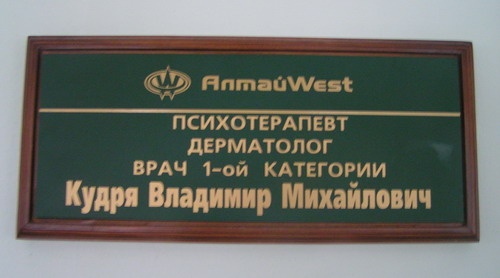 АлтайWest
ПСИХОТЕРАПЕВТ
ДЕРМАТОЛОГ
ВРАЧ 1-ой КАТЕГОРИИ
Кудря Владимир Михайлович